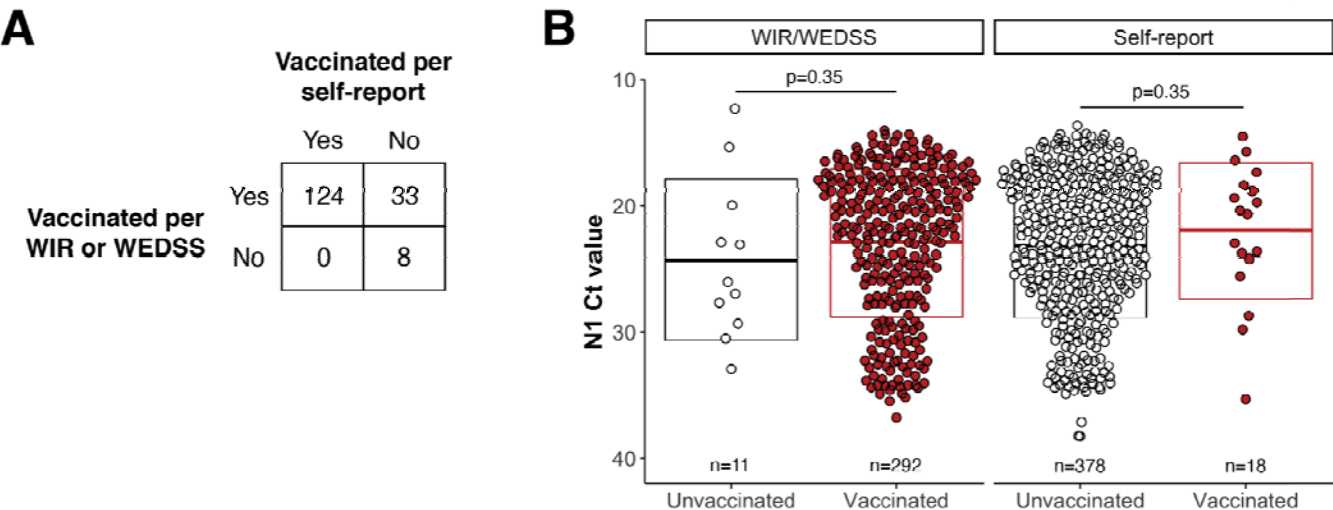 A
Vaccinated per
self-report
Yes No
Vaccinated per
WIR or WEDSS
Yes 124 33
No 0 8
B
WIR/WEDSS Self-report
N1 Ct value
10
20
30
40
p=0.35 p=0.35
n=11 n=292 n=378 n=18
Unvaccinated Vaccinated Unvaccinated Vaccinated